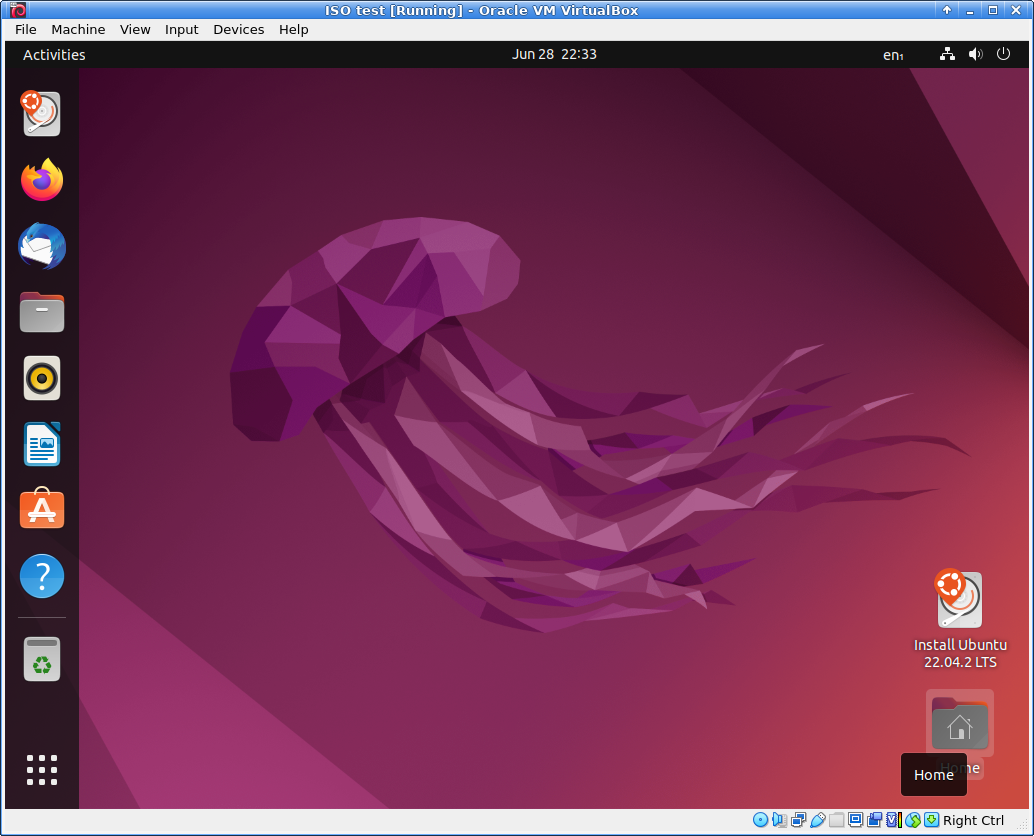 ISO test [Running] - Oracle VM VirtualBox
File Machine View Input Devices Help
Activities
Jun 28 22:33
en₁
Install Ubuntu
22.04.2 LTS
Home
Home
Right Ctrl